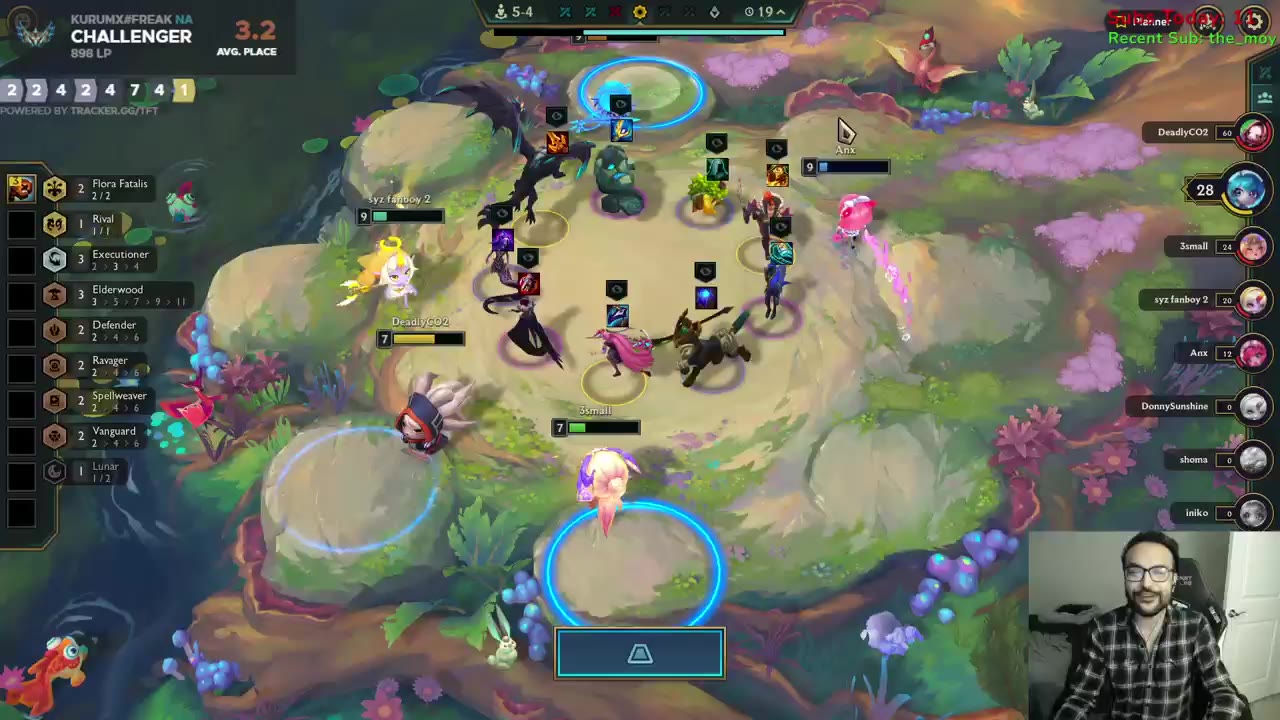 KURUMX#FREAK NA
CHALLENGER
898 LP
3.2
AVG. PLACE
2 2 4 2 4 7 4 1
POWERED BY TRACKER.GG/TFT
5-4
19
Planner
Subs Today: 11
Recent Sub: the_moy
2 Flora Fatalis
2 / 2
1 Rival
1 / 1
3 Executioner
2 > 3 > 4
3 Elderwood
3 > 5 > 7 > 9 > 11
2 Defender
2 > 4 > 6
2 Ravager
2 > 4 > 6
2 Spellweaver
2 > 4 > 6
2 Vanguard
2 > 4 > 6
1 Lunar
1 / 2
Anx
9
syz fanboy 2
9
DeadlyCO2
7
3small
7
DeadlyCO2 60
28
3small 24
syz fanboy 2 20
Anx 12
DonnySunshine 0
shoma 0
iniko 0